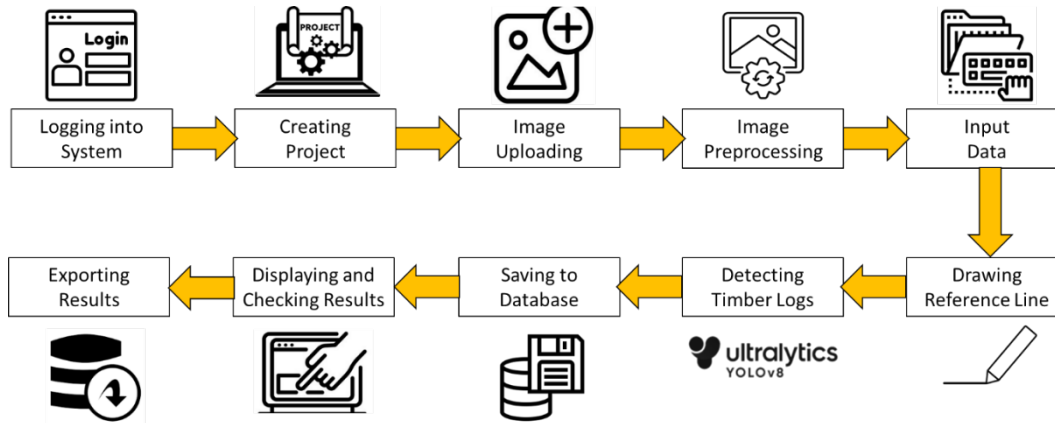 Login
PROJECT
Logging into
System
Creating
Project
Image
Uploading
Image
Preprocessing
Input
Data
Exporting
Results
Displaying and
Checking Results
Saving to
Database
Detecting
Timber Logs
Drawing
Reference Line
ultralytics
YOLOv8